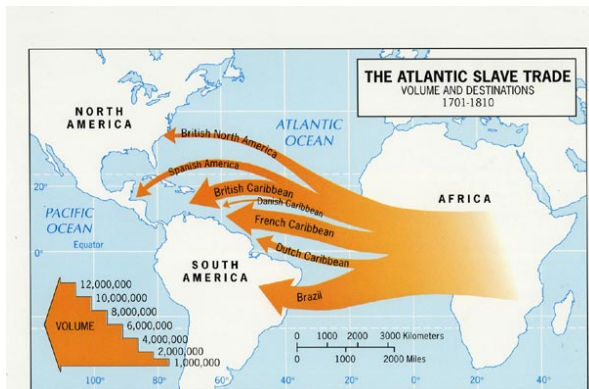 THE ATLANTIC SLAVE TRADE
VOLUME AND DESTINATIONS
1701-1810
NORTH
AMERICA
ATLANTIC
OCEAN
British North America
Spanish America
British Caribbean
Danish Caribbean
French Caribbean
Dutch Caribbean
Brazil
AFRICA
20°
PACIFIC
OCEAN
Equator
0°
SOUTH
AMERICA
12,000,000
10,000,000
8,000,000
6,000,000
4,000,000
2,000,000
1,000,000
VOLUME
0 1000 2000 3000 Kilometers
0 1000 2000 Miles
100° 80° 60° 40° 20° 0° 20° 40°